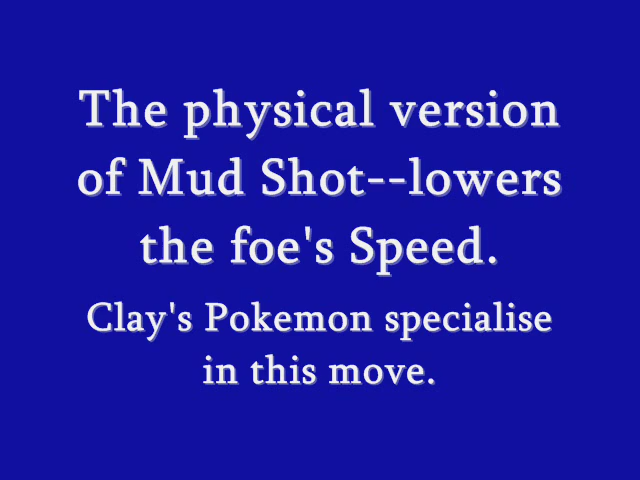 The physical version
of Mud Shot--lowers
the foe's Speed.
Clay's Pokemon specialise
in this move.